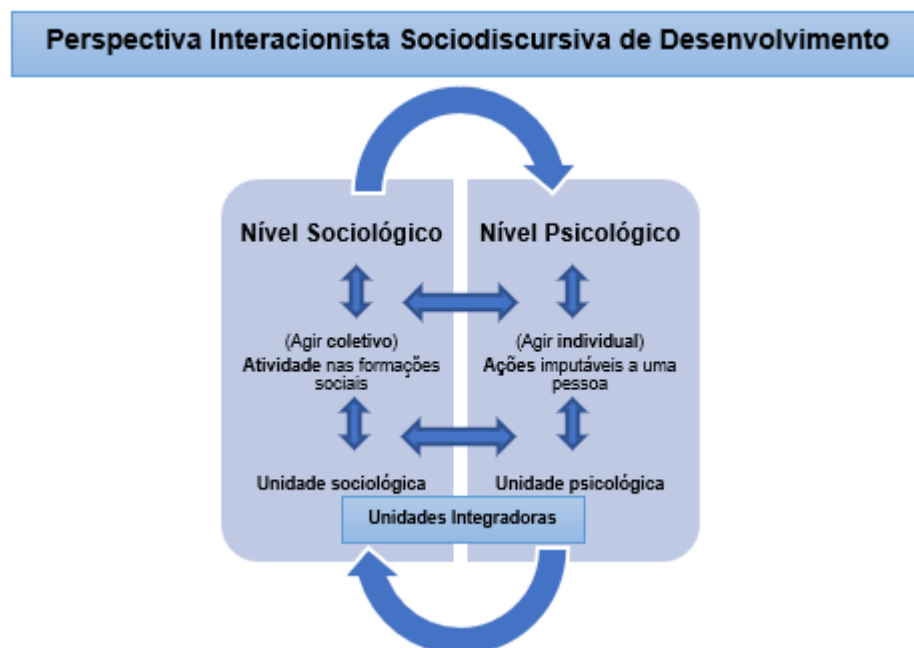 Perspectiva Interacionista Sociodiscursiva de Desenvolvimento
Nível Sociológico
(Agir coletivo)
Atividade nas formações
sociais
Unidade sociológica
Nível Psicológico
(Agir individual)
Ações imputáveis a uma
pessoa
Unidade psicológica
Unidades Integradoras